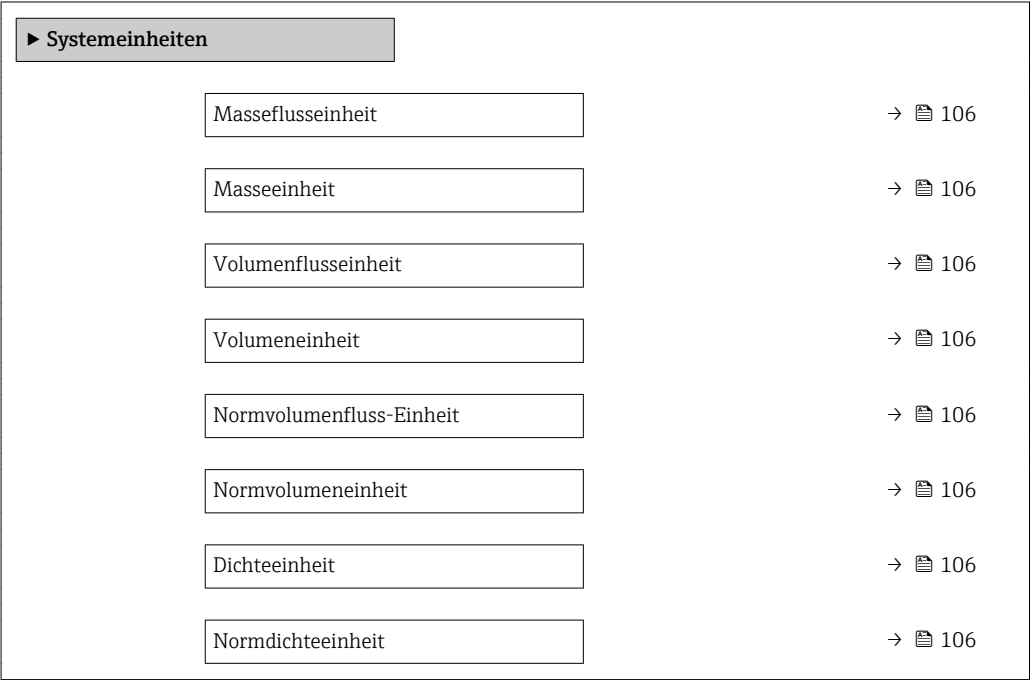 ▶ Systemeinheiten
Masseflusseinheit → 106
Masseeinheit → 106
Volumenflusseinheit → 106
Volumeneinheit → 106
Normvolumenfluss-Einheit → 106
Normvolumeneinheit → 106
Dichteeinheit → 106
Normdichteeinheit → 106